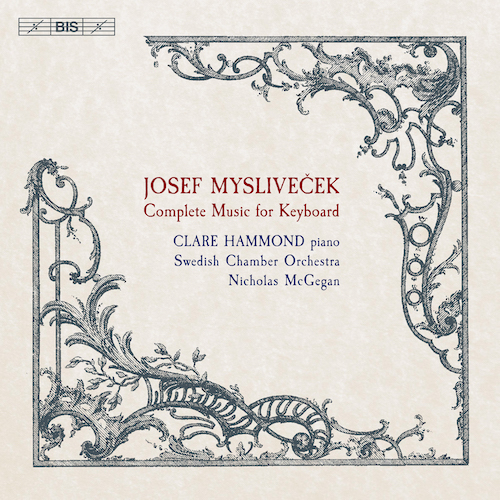 BIS
JOSEF MYSLIVEČEK
Complete Music for Keyboard
CLARE HAMMOND piano
Swedish Chamber Orchestra
Nicholas McGegan